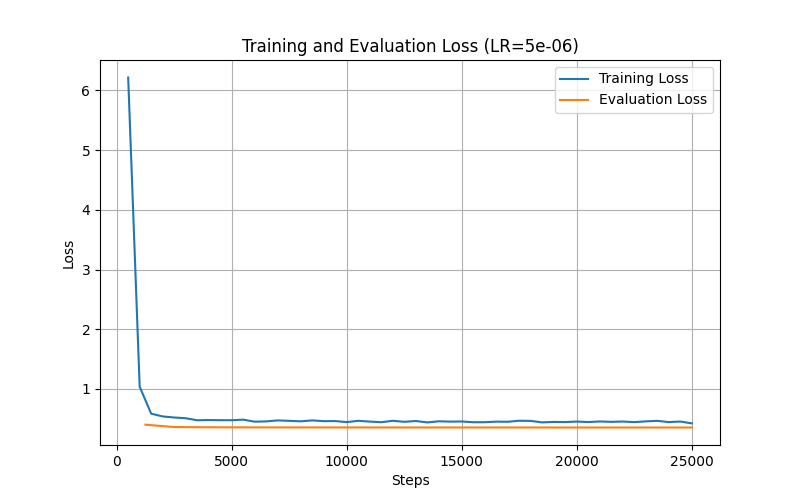 Training and Evaluation Loss (LR=5e-06)
Training Loss
Evaluation Loss
6
5
4
3
2
1
Loss
0
5000
10000
15000
20000
25000
Steps